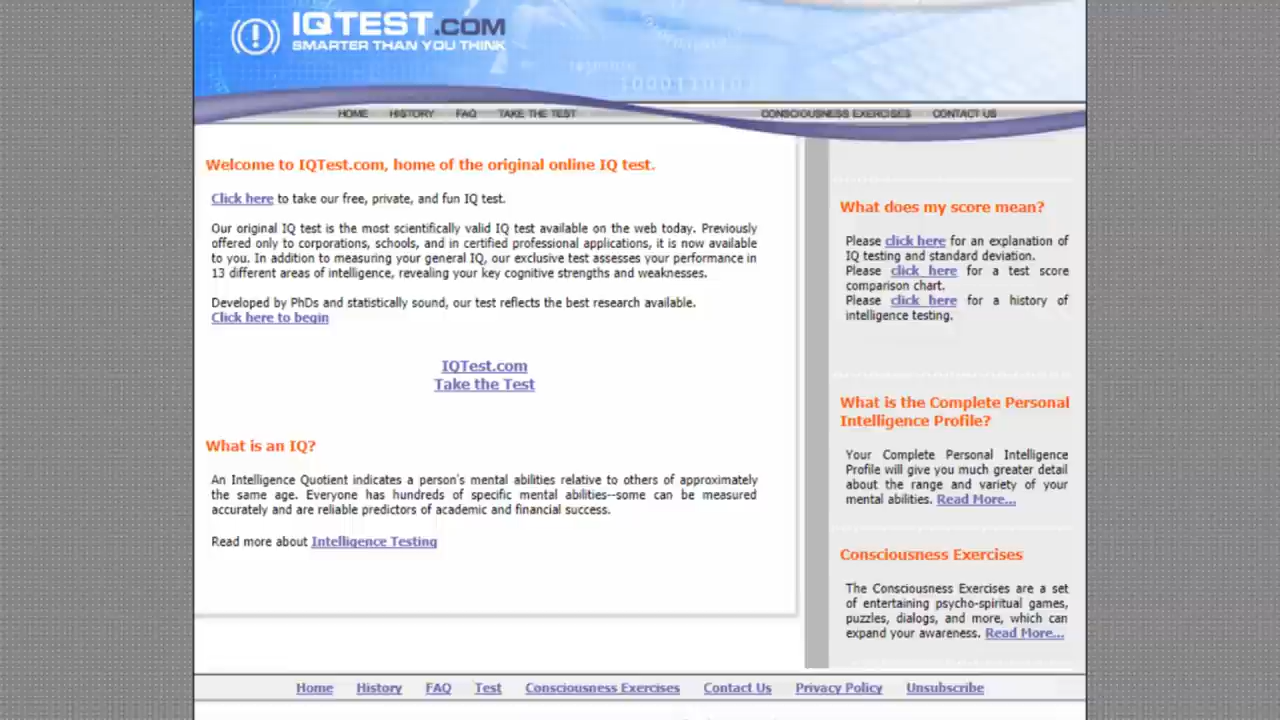 IQTEST.COM
SMARTER THAN YOU THINK
HOME HISTORY FAQ TAKE THE TEST CONSCIOUSNESS EXERCISES CONTACT US
Welcome to IQTest.com, home of the original online IQ test.
Click here to take our free, private, and fun IQ test.
Our original IQ test is the most scientifically valid IQ test available on the web today. Previously
offered only to corporations, schools, and in certified professional applications, it is now available
to you. In addition to measuring your general IQ, our exclusive test assesses your performance in
13 different areas of intelligence, revealing your key cognitive strengths and weaknesses.
Developed by PhDs and statistically sound, our test reflects the best research available.
Click here to begin
IQTest.com
Take the Test
What is an IQ?
An Intelligence Quotient indicates a person's mental abilities relative to others of approximately
the same age. Everyone has hundreds of specific mental abilities--some can be measured
accurately and are reliable predictors of academic and financial success.
Read more about Intelligence Testing
What does my score mean?
Please click here for an explanation of
IQ testing and standard deviation.
Please click here for a test score
comparison chart.
Please click here for a history of
intelligence testing.
What is the Complete Personal
Intelligence Profile?
Your Complete Personal Intelligence
Profile will give you much greater detail
about the range and variety of your
mental abilities. Read More...
Consciousness Exercises
The Consciousness Exercises are a set
of entertaining psycho-spiritual games,
puzzles, dialogs, and more, which can
expand your awareness. Read More...
Home History FAQ Test Consciousness Exercises Contact Us Privacy Policy Unsubscribe